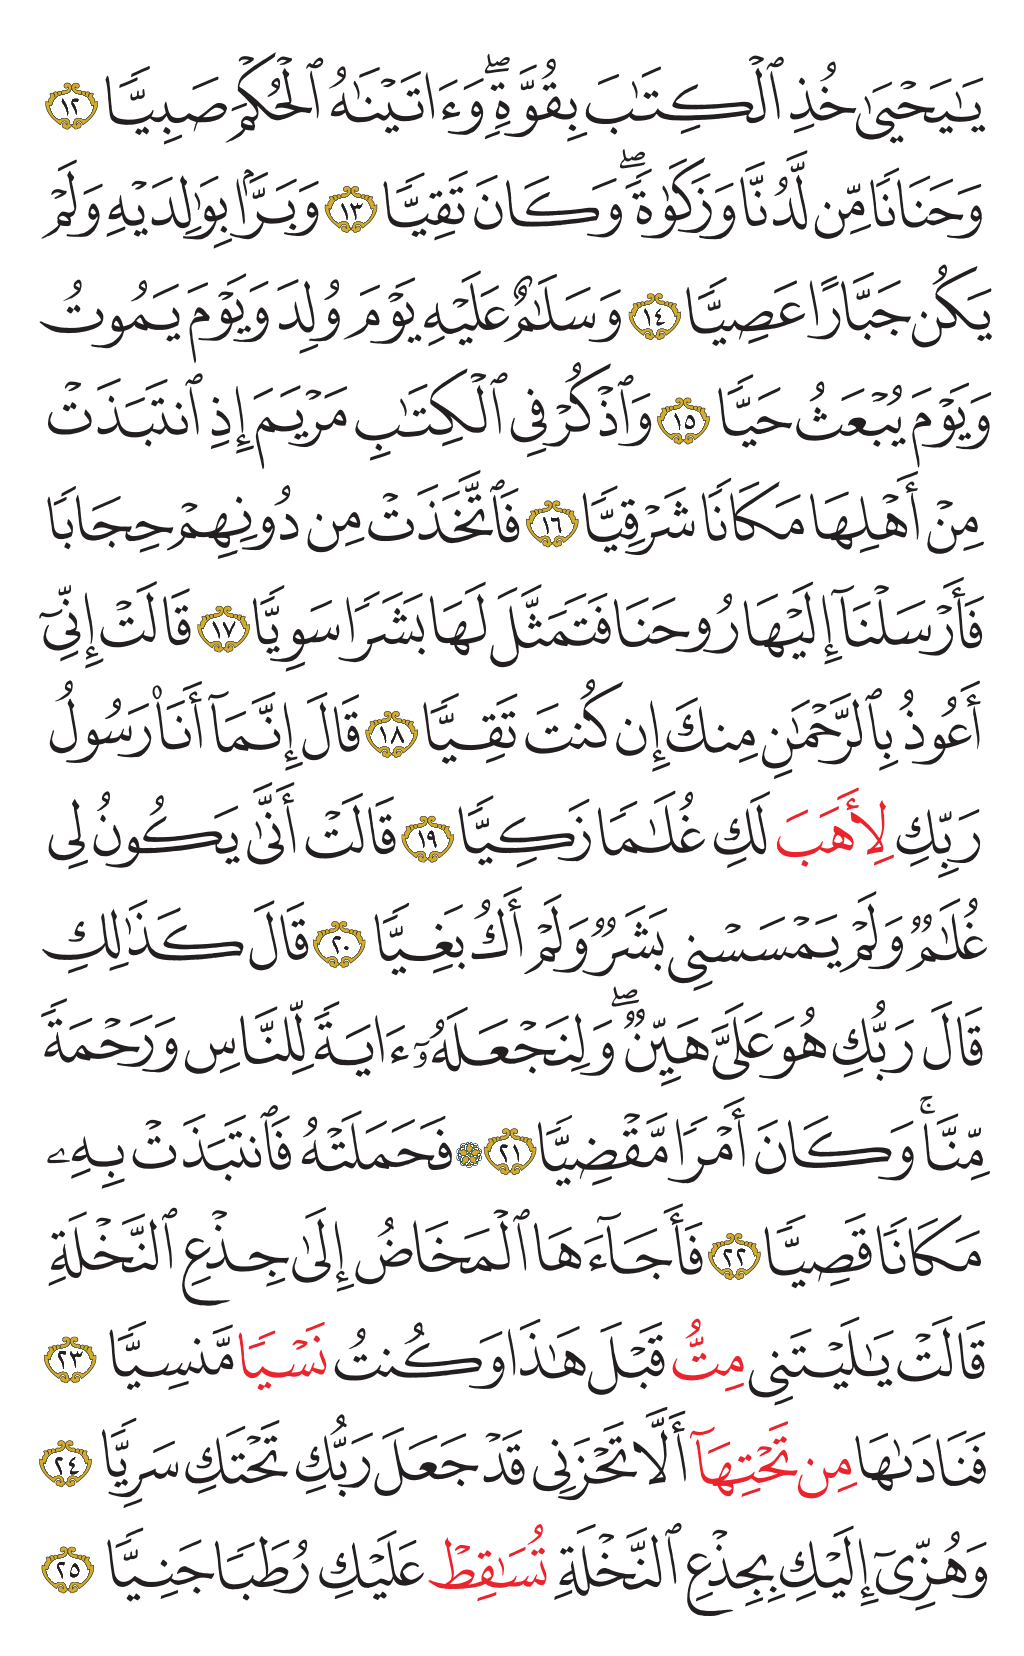 يَـٰيَحْيَىٰ خُذِ ٱلْكِتَـٰبَ بِقُوَّةٍۖ وَءَاتَيْنَـٰهُ ٱلْحُكْمَ صَبِيًّا ١٢
وَحَنَانًا مِّن لَّدُنَّا وَزَكَوٰةًۖ وَكَانَ تَقِيًّا ١٣ وَبَرًّۢا بِوَٰلِدَيْهِ وَلَمْ
يَكُن جَبَّارًا عَصِيًّا ١٤ وَسَلَـٰمٌ عَلَيْهِ يَوْمَ وُلِدَ وَيَوْمَ يَمُوتُ
وَيَوْمَ يُبْعَثُ حَيًّا ١٥ وَٱذْكُرْ فِى ٱلْكِتَـٰبِ مَرْيَمَ إِذِ ٱنتَبَذَتْ
مِنْ أَهْلِهَا مَكَانًا شَرْقِيًّا ١٦ فَٱتَّخَذَتْ مِن دُونِهِمْ حِجَابًا
فَأَرْسَلْنَآ إِلَيْهَا رُوحَنَا فَتَمَثَّلَ لَهَا بَشَرًا سَوِيًّا ١٧ قَالَتْ إِنِّىٓ
أَعُوذُ بِٱلرَّحْمَـٰنِ مِنكَ إِن كُنتَ تَقِيًّا ١٨ قَالَ إِنَّمَآ أَنَا۠ رَسُولُ
رَبِّكِ لِأَهَبَ لَكِ غُلَـٰمًا زَكِيًّا ١٩ قَالَتْ أَنَّىٰ يَكُونُ لِى
غُلَـٰمٌ وَلَمْ يَمْسَسْنِى بَشَرٌ وَلَمْ أَكُ بَغِيًّا ٢٠ قَالَ كَذَٰلِكِ
قَالَ رَبُّكِ هُوَ عَلَىَّ هَيِّنٌۖ وَلِنَجْعَلَهُۥٓ ءَايَةً لِّلنَّاسِ وَرَحْمَةً
مِّنَّاۚ وَكَانَ أَمْرًا مَّقْضِيًّا ٢١ ۞ فَحَمَلَتْهُ فَٱنتَبَذَتْ بِهِۦ
مَكَانًا قَصِيًّا ٢٢ فَأَجَآءَهَا ٱلْمَخَاضُ إِلَىٰ جِذْعِ ٱلنَّخْلَةِ
قَالَتْ يَـٰلَيْتَنِى مِتُّ قَبْلَ هَـٰذَا وَكُنتُ نَسْيًا مَّنسِيًّا ٢٣
فَنَادَىٰهَا مِن تَحْتِهَآ أَلَّا تَحْزَنِى قَدْ جَعَلَ رَبُّكِ تَحْتَكِ سَرِيًّا ٢٤
وَهُزِّىٓ إِلَيْكِ بِجِذْعِ ٱلنَّخْلَةِ تُسَـٰقِطْ عَلَيْكِ رُطَبًا جَنِيًّا ٢٥